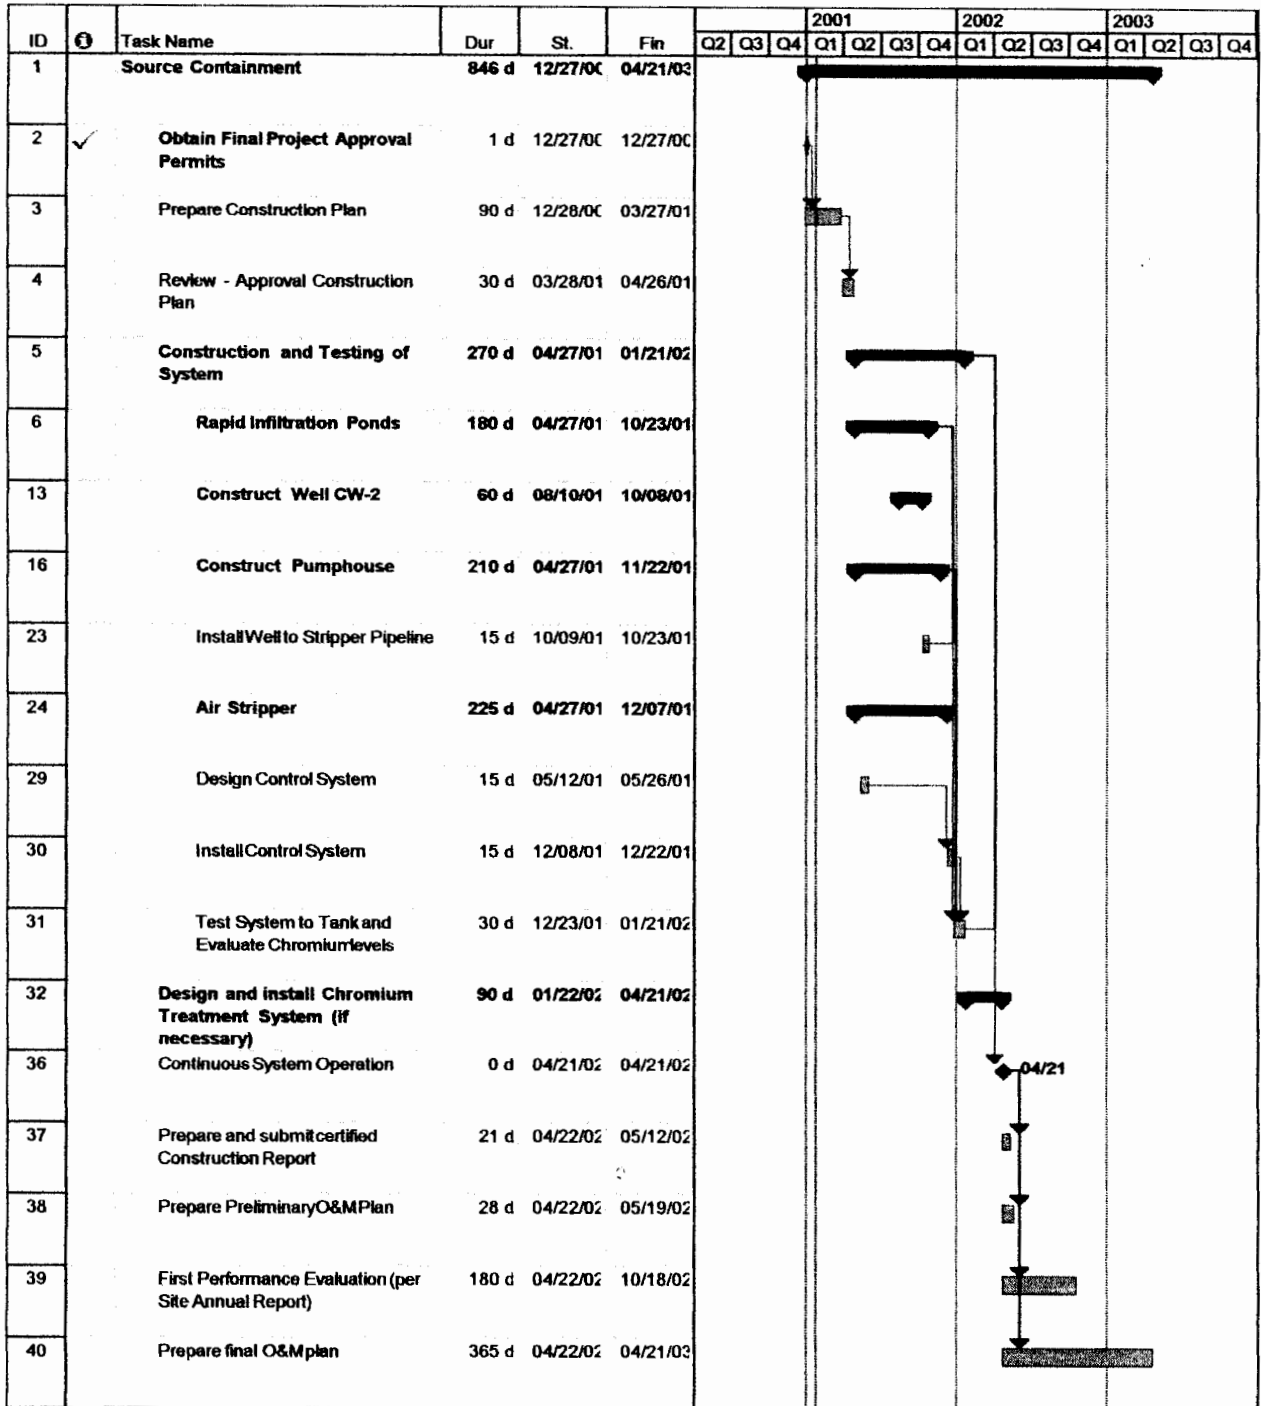 2001 2002 2003
ID Task Name Dur St. Fin Q2 Q3 Q4 Q1 Q2 Q3 Q4 Q1 Q2 Q3 Q4 Q1 Q2 Q3 Q4
1 Source Containment 846 d 12/27/00 04/21/03
2 Obtain Final Project Approval 1 d 12/27/00 12/27/00
Permits
3 Prepare Construction Plan 90 d 12/28/00 03/27/01
4 Review - Approval Construction 30 d 03/28/01 04/26/01
Plan
5 Construction and Testing of 270 d 04/27/01 01/21/02
System
6 Rapid Infiltration Ponds 180 d 04/27/01 10/23/01
13 Construct Well CW-2 60 d 08/10/01 10/08/01
16 Construct Pumphouse 210 d 04/27/01 11/22/01
23 Install Well to Stripper Pipeline 15 d 10/09/01 10/23/01
24 Air Stripper 225 d 04/27/01 12/07/01
29 Design Control System 15 d 05/12/01 05/26/01
30 Install Control System 15 d 12/08/01 12/22/01
31 Test System to Tank and 30 d 12/23/01 01/21/02
Evaluate Chromium levels
32 Design and install Chromium 90 d 01/22/02 04/21/02
Treatment System (if
necessary)
36 Continuous System Operation 0 d 04/21/02 04/21/02 04/21
37 Prepare and submit certified 21 d 04/22/02 05/12/02
Construction Report
38 Prepare Preliminary O&M Plan 28 d 04/22/02 05/19/02
39 First Performance Evaluation (per 180 d 04/22/02 10/18/02
Site Annual Report)
40 Prepare final O&M plan 365 d 04/22/02 04/21/03